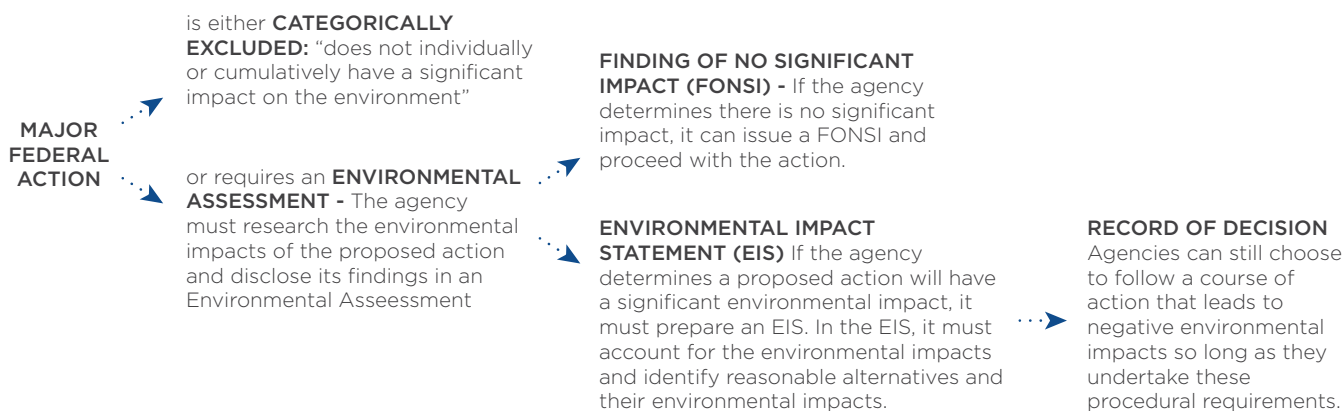 MAJOR
FEDERAL
ACTION
is either CATEGORICALLY
EXCLUDED: “does not individually
or cumulatively have a significant
impact on the environment”
or requires an ENVIRONMENTAL
ASSESSMENT - The agency
must research the environmental
impacts of the proposed action
and disclose its findings in an
Environmental Asseessment
FINDING OF NO SIGNIFICANT
IMPACT (FONSI) - If the agency
determines there is no significant
impact, it can issue a FONSI and
proceed with the action.
ENVIRONMENTAL IMPACT
STATEMENT (EIS) If the agency
determines a proposed action will have
a significant environmental impact, it
must prepare an EIS. In the EIS, it must
account for the environmental impacts
and identify reasonable alternatives and
their environmental impacts.
RECORD OF DECISION
Agencies can still choose
to follow a course of
action that leads to
negative environmental
impacts so long as they
undertake these
procedural requirements.